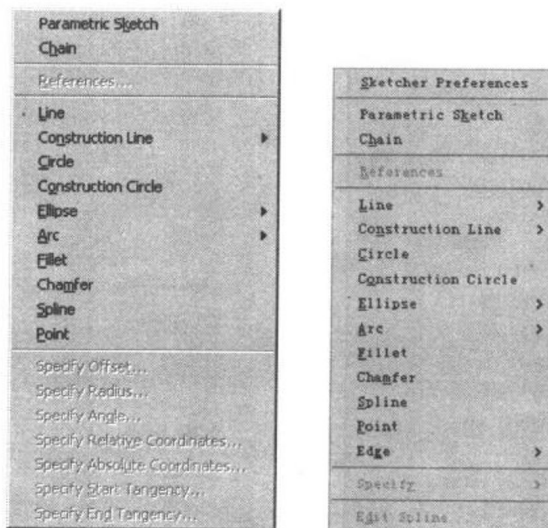 Parametric Sketch
Chain
References...
Line
Construction Line
Circle
Construction Circle
Ellipse
Arc
Fillet
Chamfer
Spline
Point
Specify Offset...
Specify Radius...
Specify Angle...
Specify Relative Coordinates...
Specify Absolute Coordinates...
Specify Start Tangency...
Specify End Tangency...
Sketcher Preferences
Parametric Sketch
Chain
References
Line
Construction Line
Circle
Construction Circle
Ellipse
Arc
Fillet
Chamfer
Spline
Point
Edge
Specify
Edit Spline